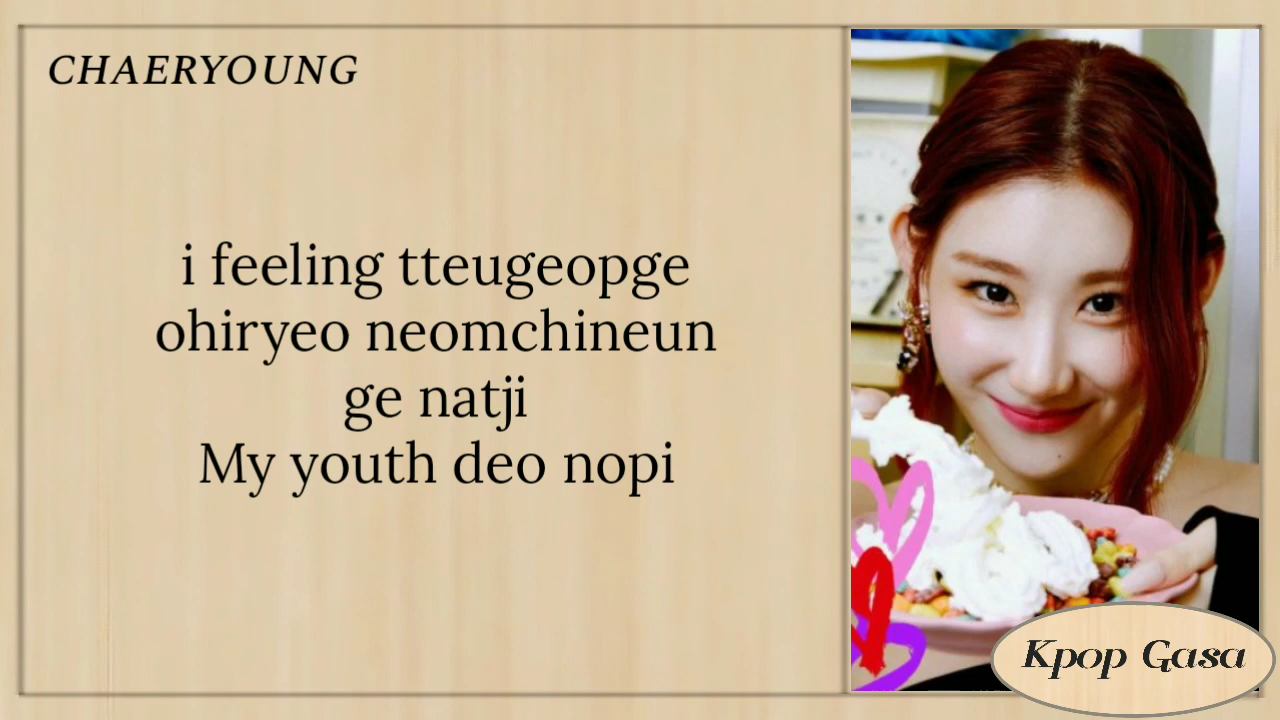 CHAERYOUNG
i feeling tteugeopge
ohiryeo neomchineun
ge natji
My youth deo nopi
Kpop Gasa